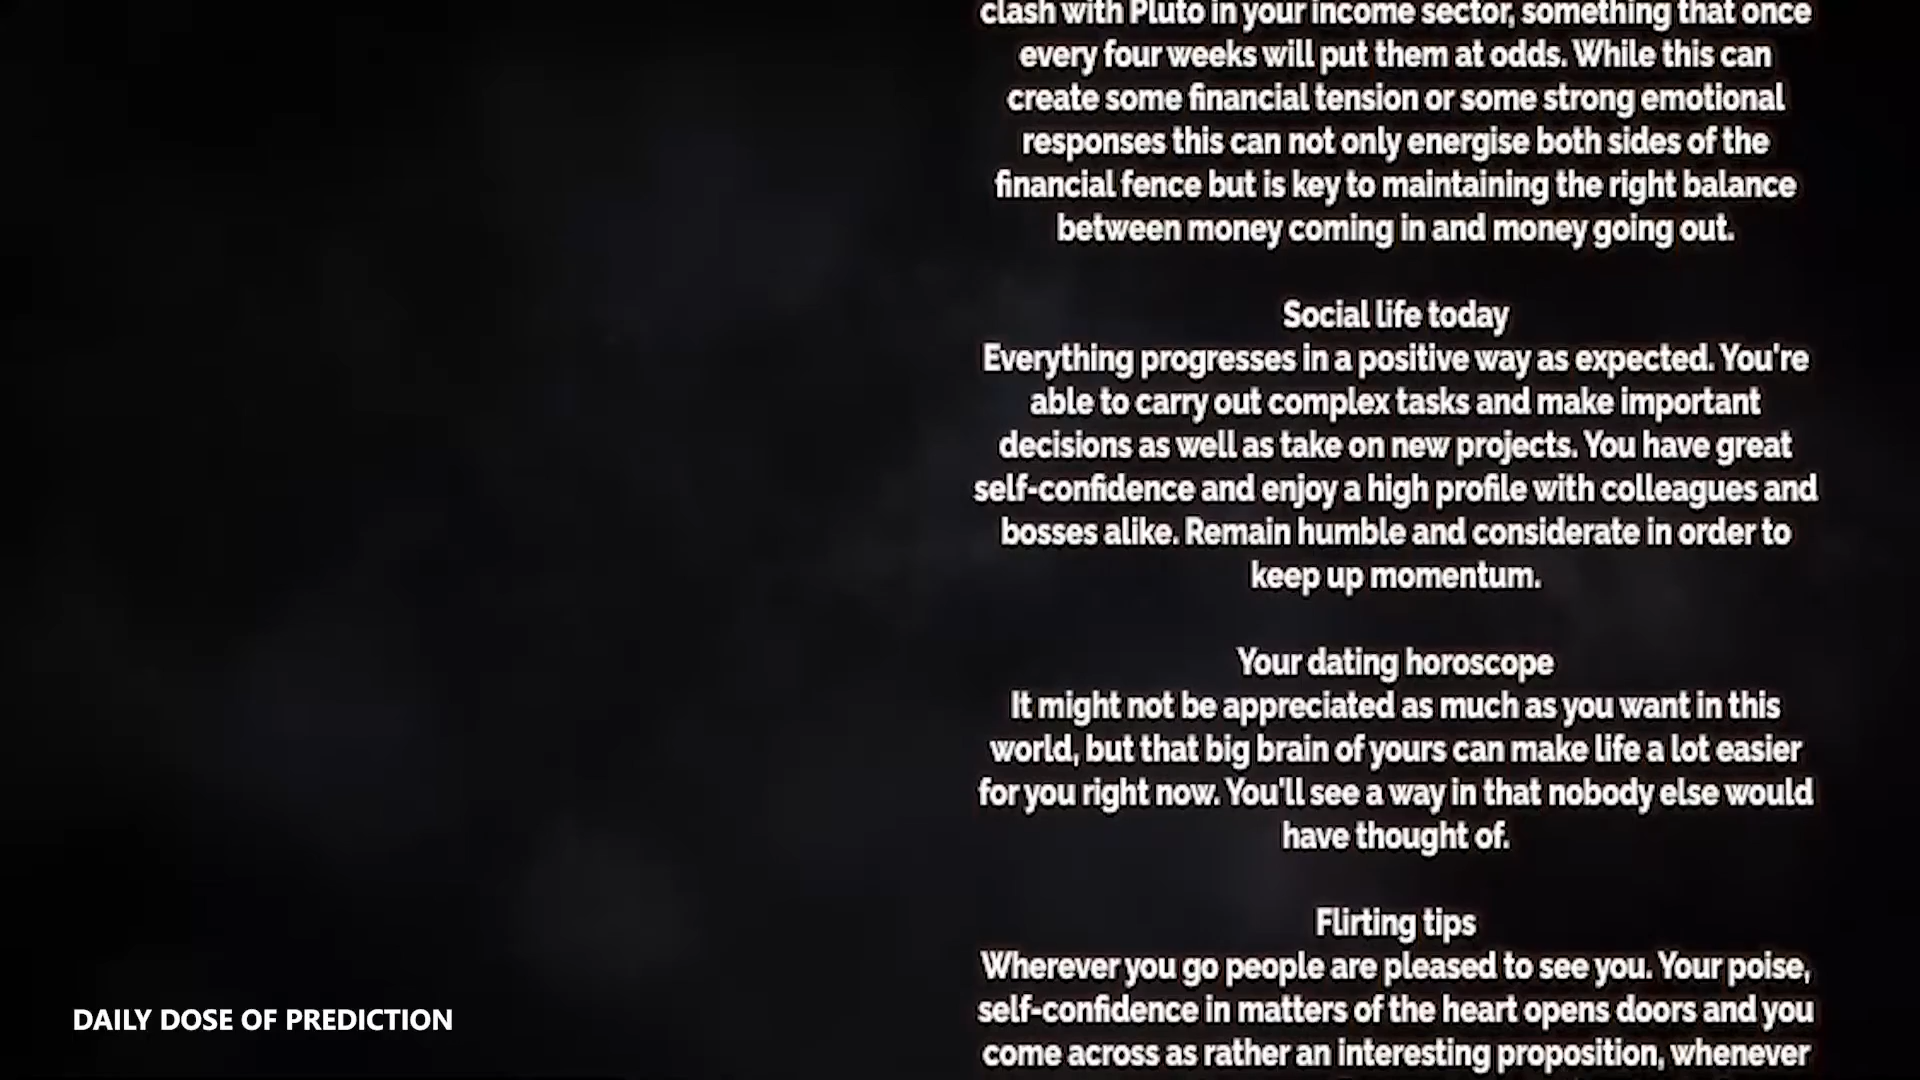 clash with Pluto in your income sector, something that once
every four weeks will put them at odds. While this can
create some financial tension or some strong emotional
responses this can not only energise both sides of the
financial fence but is key to maintaining the right balance
between money coming in and money going out.
Social life today
Everything progresses in a positive way as expected. You're
able to carry out complex tasks and make important
decisions as well as take on new projects. You have great
self-confidence and enjoy a high profile with colleagues and
bosses alike. Remain humble and considerate in order to
keep up momentum.
Your dating horoscope
It might not be appreciated as much as you want in this
world, but that big brain of yours can make life a lot easier
for you right now. You'll see a way in that nobody else would
have thought of.
Flirting tips
Wherever you go people are pleased to see you. Your poise,
self-confidence in matters of the heart opens doors and you
come across as rather an interesting proposition, whenever
DAILY DOSE OF PREDICTION